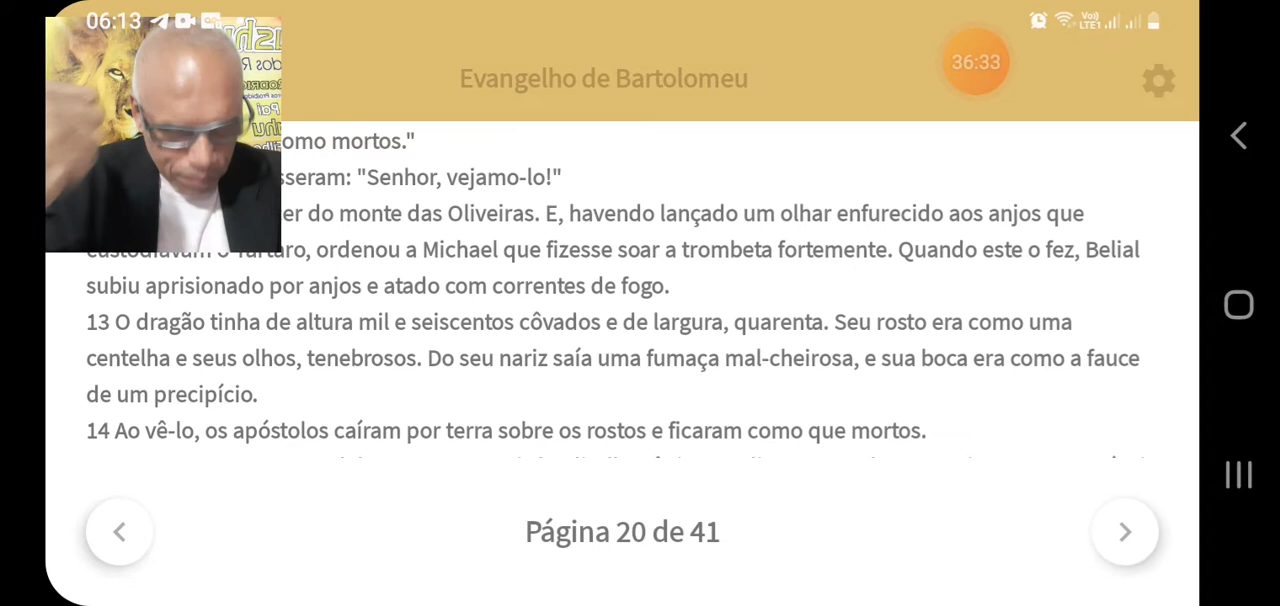 06:13
LTE1
36:33
Evangelho de Bartolomeu
omo mortos."
sseram: "Senhor, vejamo-lo!"
er do monte das Oliveiras. E, havendo lançado um olhar enfurecido aos anjos que
custodiavam o Tártaro, ordenou a Michael que fizesse soar a trombeta fortemente. Quando este o fez, Belial
subiu aprisionado por anjos e atado com correntes de fogo.
13 O dragão tinha de altura mil e seiscentos côvados e de largura, quarenta. Seu rosto era como uma
centelha e seus olhos, tenebrosos. Do seu nariz saía uma fumaça mal-cheirosa, e sua boca era como a fauce
de um precipício.
14 Ao vê-lo, os apóstolos caíram por terra sobre os rostos e ficaram como que mortos.
Página 20 de 41